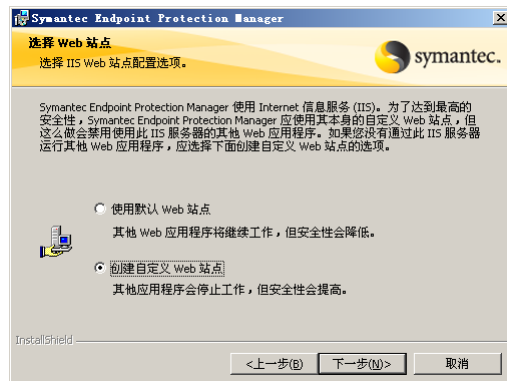 Symantec Endpoint Protection Manager
选择 Web 站点
选择 IIS Web 站点配置选项。
symantec.
Symantec Endpoint Protection Manager 使用 Internet 信息服务 (IIS)。为了达到最高的
安全性，Symantec Endpoint Protection Manager 应使用其本身的自定义 Web 站点，但
这么做会禁用使用此 IIS 服务器的其他 Web 应用程序。如果您没有通过此 IIS 服务器
运行其他 Web 应用程序，应选择下面创建自定义 Web 站点的选项。
使用默认 Web 站点
其他 Web 应用程序将继续工作，但安全性会降低。
创建自定义 Web 站点
其他应用程序会停止工作，但安全性会提高。
InstallShield
<上一步(B) 下一步(N)> 取消